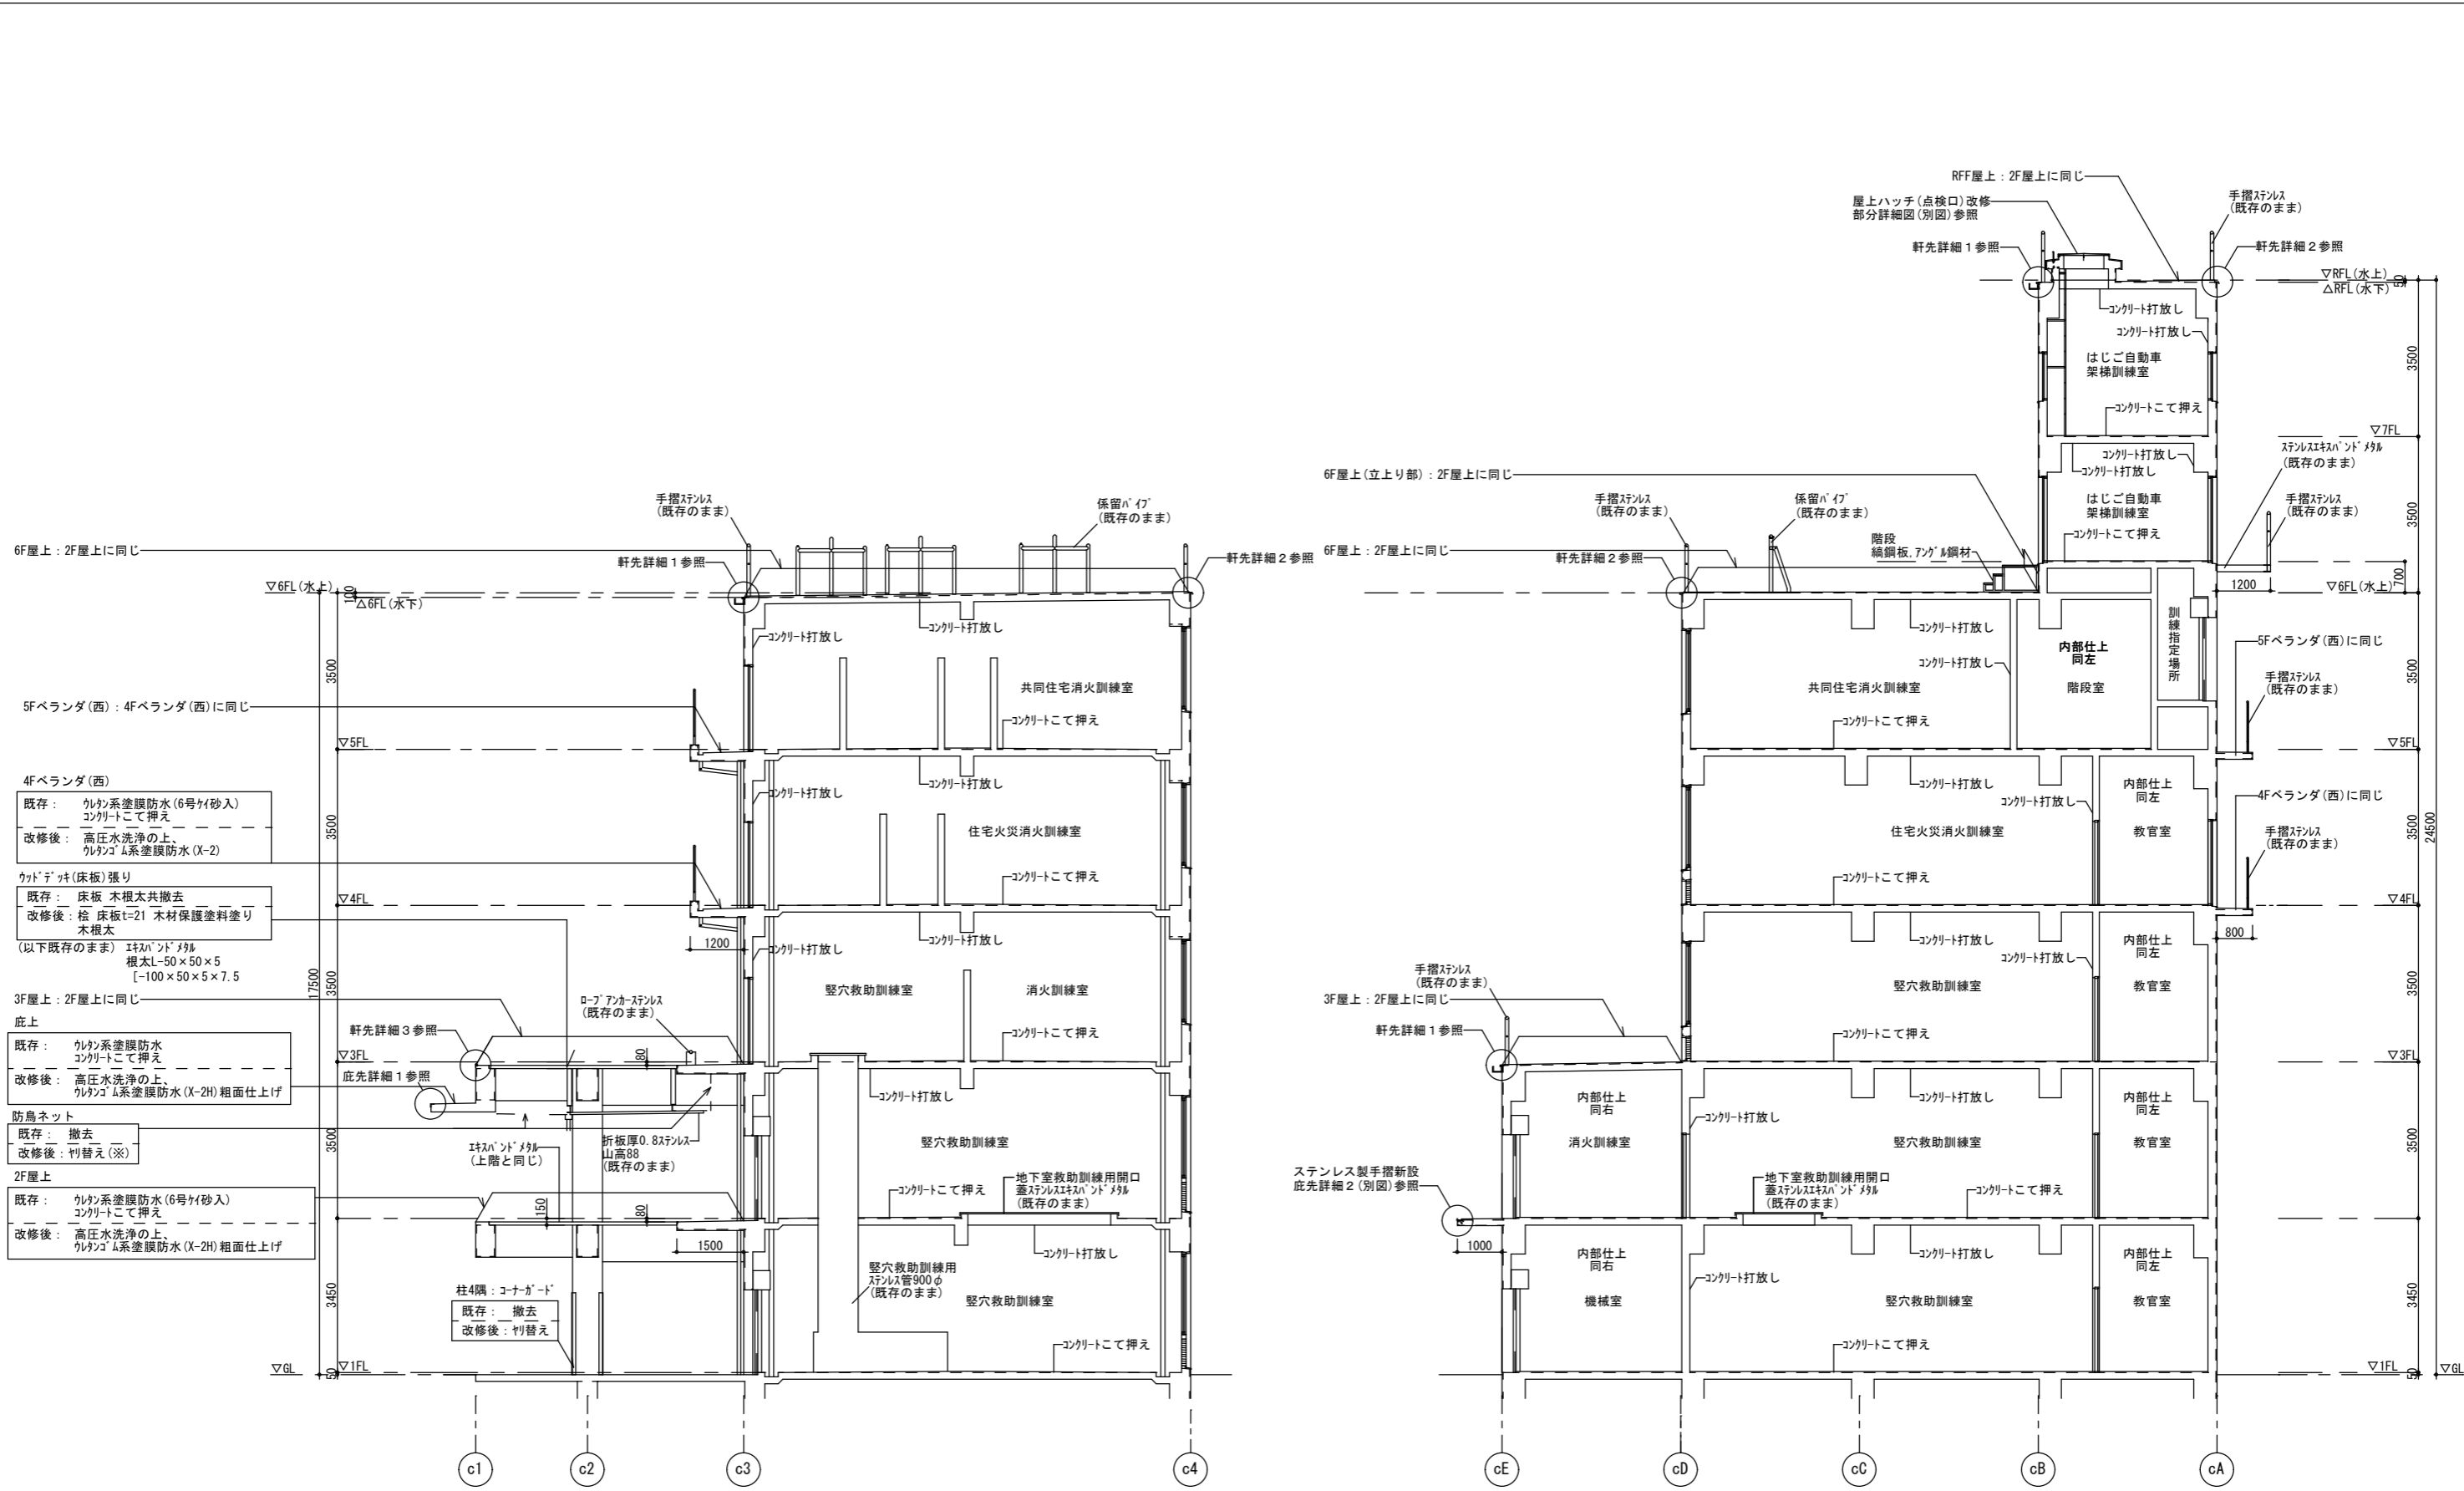 6F屋上：2F屋上に同じ
▽6FL(水上)
△6FL(水下)
100
手摺ステンレス
(既存のまま)
軒先詳細１参照
係留パイプ
(既存のまま)
軒先詳細２参照
コンクリート打放し
コンクリート打放し
共同住宅消火訓練室
コンクリートこて押え
3500
5Fベランダ(西)：4Fベランダ(西)に同じ
▽5FL
4Fベランダ(西)
既存： ウレタン系塗膜防水(6号ケイ砂入)
コンクリートこて押え
改修後： 高圧水洗浄の上、
ウレタンゴム系塗膜防水(X-2)
コンクリート打放し
コンクリート打放し
住宅火災消火訓練室
コンクリートこて押え
3500
ウッドデッキ(床板)張り
既存： 床板 木根太共撤去
改修後：桧 床板t=21 木材保護塗料塗り
木根太
(以下既存のまま) エキスパンドメタル
根太L-50×50×5
[-100×50×5×7.5
▽4FL
1200
コンクリート打放し
コンクリート打放し
竪穴救助訓練室
消火訓練室
コンクリートこて押え
17500
3500
3F屋上：2F屋上に同じ
ロープアンカーステンレス
(既存のまま)
庇上
既存： ウレタン系塗膜防水
コンクリートこて押え
改修後： 高圧水洗浄の上、
ウレタンゴム系塗膜防水(X-2H)粗面仕上げ
軒先詳細３参照
▽3FL
80
庇先詳細１参照
防鳥ネット
既存： 撤去
改修後：ヤリ替え(※)
エキスパンドメタル
(上階と同じ)
折板厚0.8ステンレス
山高88
(既存のまま)
コンクリート打放し
竪穴救助訓練室
コンクリートこて押え
地下室救助訓練用開口
蓋ステンレスエキスパンドメタル
(既存のまま)
3500
2F屋上
既存： ウレタン系塗膜防水(6号ケイ砂入)
コンクリートこて押え
改修後： 高圧水洗浄の上、
ウレタンゴム系塗膜防水(X-2H)粗面仕上げ
150
80
1500
コンクリート打放し
竪穴救助訓練用
ステンレス管900φ
(既存のまま)
竪穴救助訓練室
コンクリートこて押え
柱4隅：コーナーガード
既存： 撤去
改修後：ヤリ替え
3450
50
▽GL
▽1FL
c1
c2
c3
c4
RFF屋上：2F屋上に同じ
屋上ハッチ(点検口)改修
部分詳細図(別図)参照
手摺ステンレス
(既存のまま)
軒先詳細１参照
軒先詳細２参照
▽RFL(水上)
△RFL(水下)
50
コンクリート打放し
コンクリート打放し
はじご自動車
架梯訓練室
コンクリートこて押え
3500
▽7FL
ステンレスエキスパンドメタル
(既存のまま)
コンクリート打放し
コンクリート打放し
はじご自動車
架梯訓練室
コンクリートこて押え
手摺ステンレス
(既存のまま)
3500
6F屋上(立上り部)：2F屋上に同じ
手摺ステンレス
(既存のまま)
係留パイプ
(既存のまま)
6F屋上：2F屋上に同じ
軒先詳細２参照
階段
縞鋼板,アングル鋼材
1200
700
▽6FL(水上)
コンクリート打放し
コンクリート打放し
内部仕上
同左
階段室
訓練指定場所
共同住宅消火訓練室
コンクリートこて押え
5Fベランダ(西)に同じ
手摺ステンレス
(既存のまま)
3500
▽5FL
コンクリート打放し
コンクリート打放し
内部仕上
同左
教官室
住宅火災消火訓練室
コンクリートこて押え
4Fベランダ(西)に同じ
手摺ステンレス
(既存のまま)
3500
24500
▽4FL
800
コンクリート打放し
コンクリート打放し
内部仕上
同左
教官室
竪穴救助訓練室
コンクリートこて押え
3500
手摺ステンレス
(既存のまま)
3F屋上：2F屋上に同じ
軒先詳細１参照
▽3FL
内部仕上
同右
消火訓練室
コンクリート打放し
コンクリート打放し
竪穴救助訓練室
内部仕上
同左
教官室
3500
ステンレス製手摺新設
庇先詳細２(別図)参照
地下室救助訓練用開口
蓋ステンレスエキスパンドメタル
(既存のまま)
コンクリートこて押え
1000
内部仕上
同右
機械室
コンクリート打放し
コンクリート打放し
竪穴救助訓練室
内部仕上
同左
教官室
コンクリートこて押え
3450
▽1FL
50
▽GL
cE
cD
cC
cB
cA